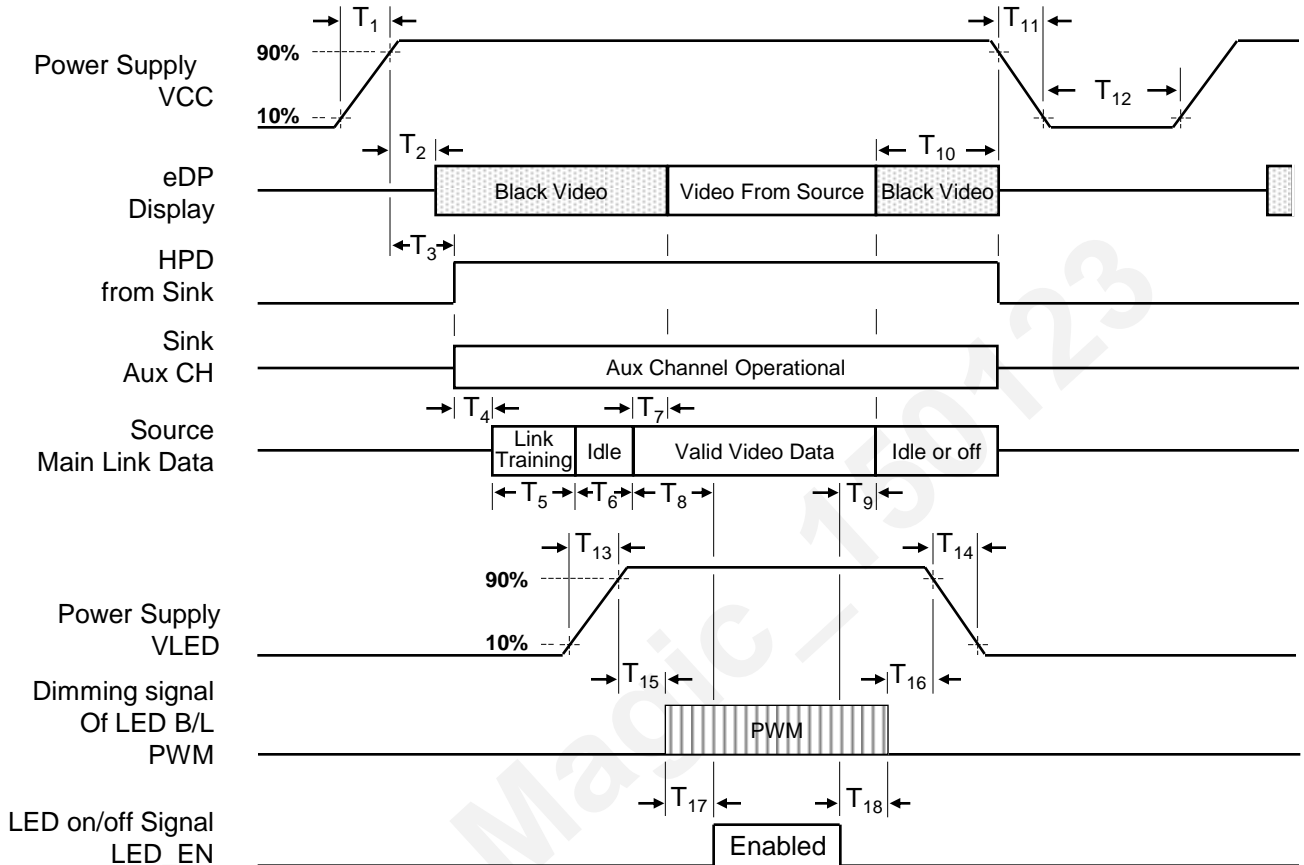 T1
T11
90%
Power Supply
VCC
T12
10%
T2
T10
eDP
Display
Black Video
Video From Source
Black Video
T3
HPD
from Sink
Sink
Aux CH
Aux Channel Operational
T4
T7
Source
Main Link Data
Link
Training
Idle
Valid Video Data
Idle or off
T5
T6
T8
T9
T13
T14
90%
Power Supply
VLED
10%
T15
T16
Dimming signal
Of LED B/L
PWM
PWM
T17
T18
LED on/off Signal
LED_EN
Enabled
Magic_150123